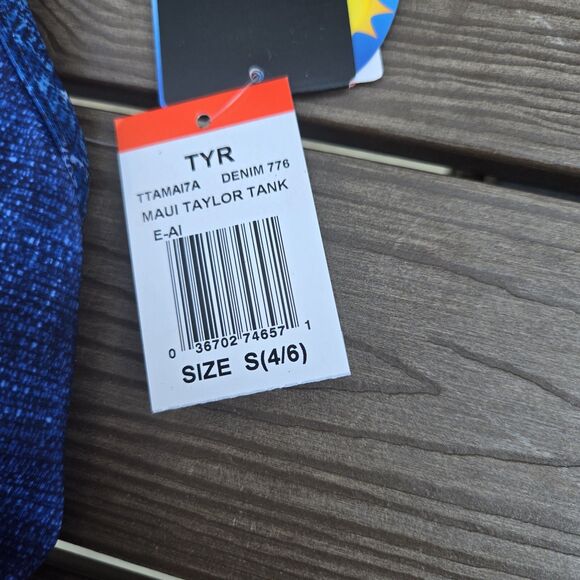 TYR
TTAMAI7A DENIM 776
MAUI TAYLOR TANK
E-AI
0 36702 74657 1
SIZE S(4/6)